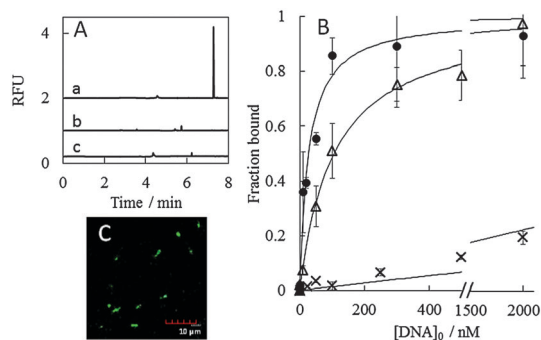 A
4
2
0
RFU
a
b
c
0 2 4 6 8
Time / min
C
10 µm
B
1
0.8
0.6
0.4
0.2
0
Fraction bound
0 200 400 1500 2000
[DNA]₀ / nM